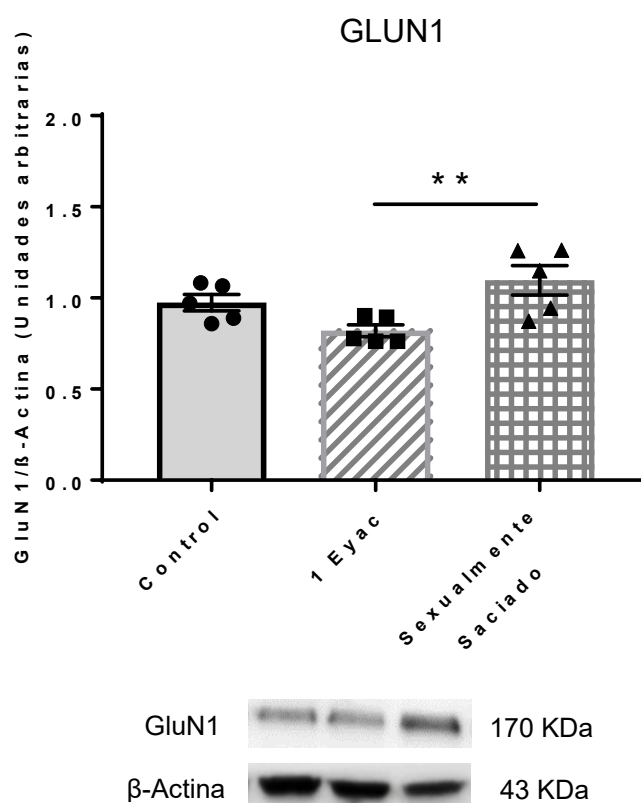 GLUN1
GluN1/ß-Actina (Unidades arbitrarias)
2.0
1.5
1.0
0.5
0.0
**
Control
1 Eyac
Sexualmente
Saciado
GluN1
170 KDa
β-Actina
43 KDa